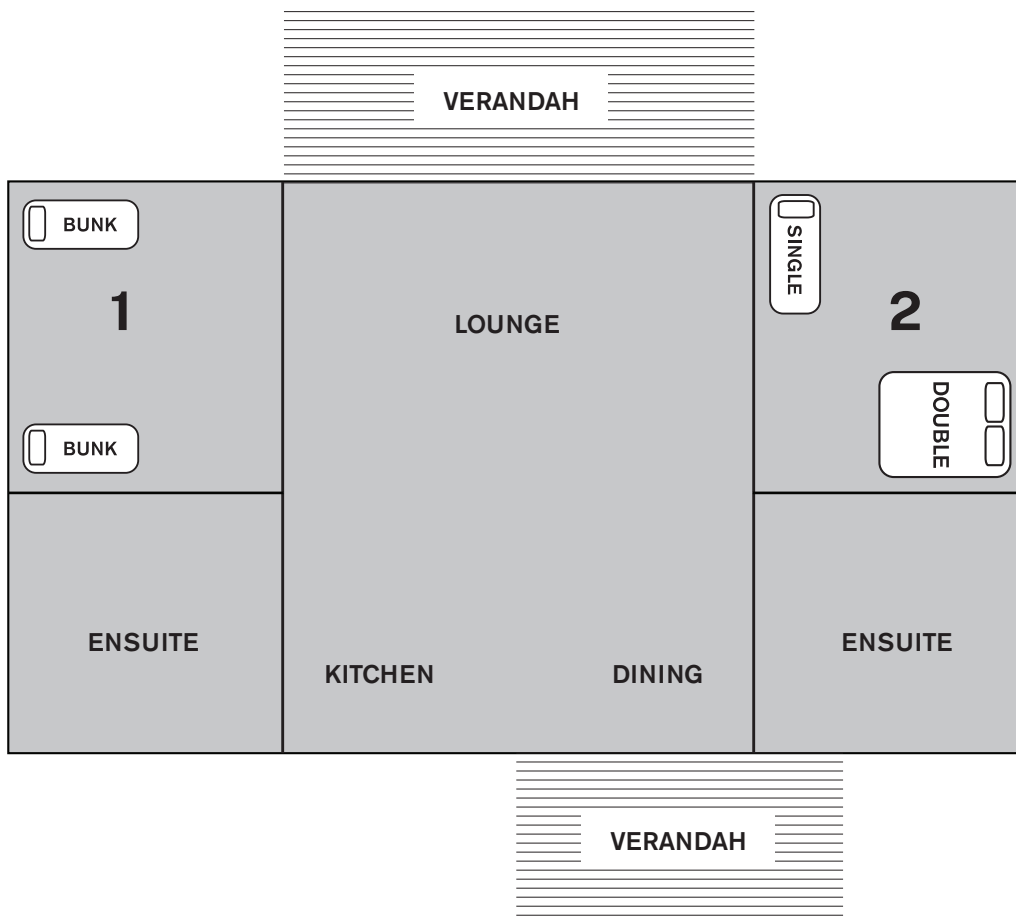 VERANDAH
BUNK
1
BUNK
ENSUITE
LOUNGE
KITCHEN
DINING
SINGLE
2
DOUBLE
ENSUITE
VERANDAH